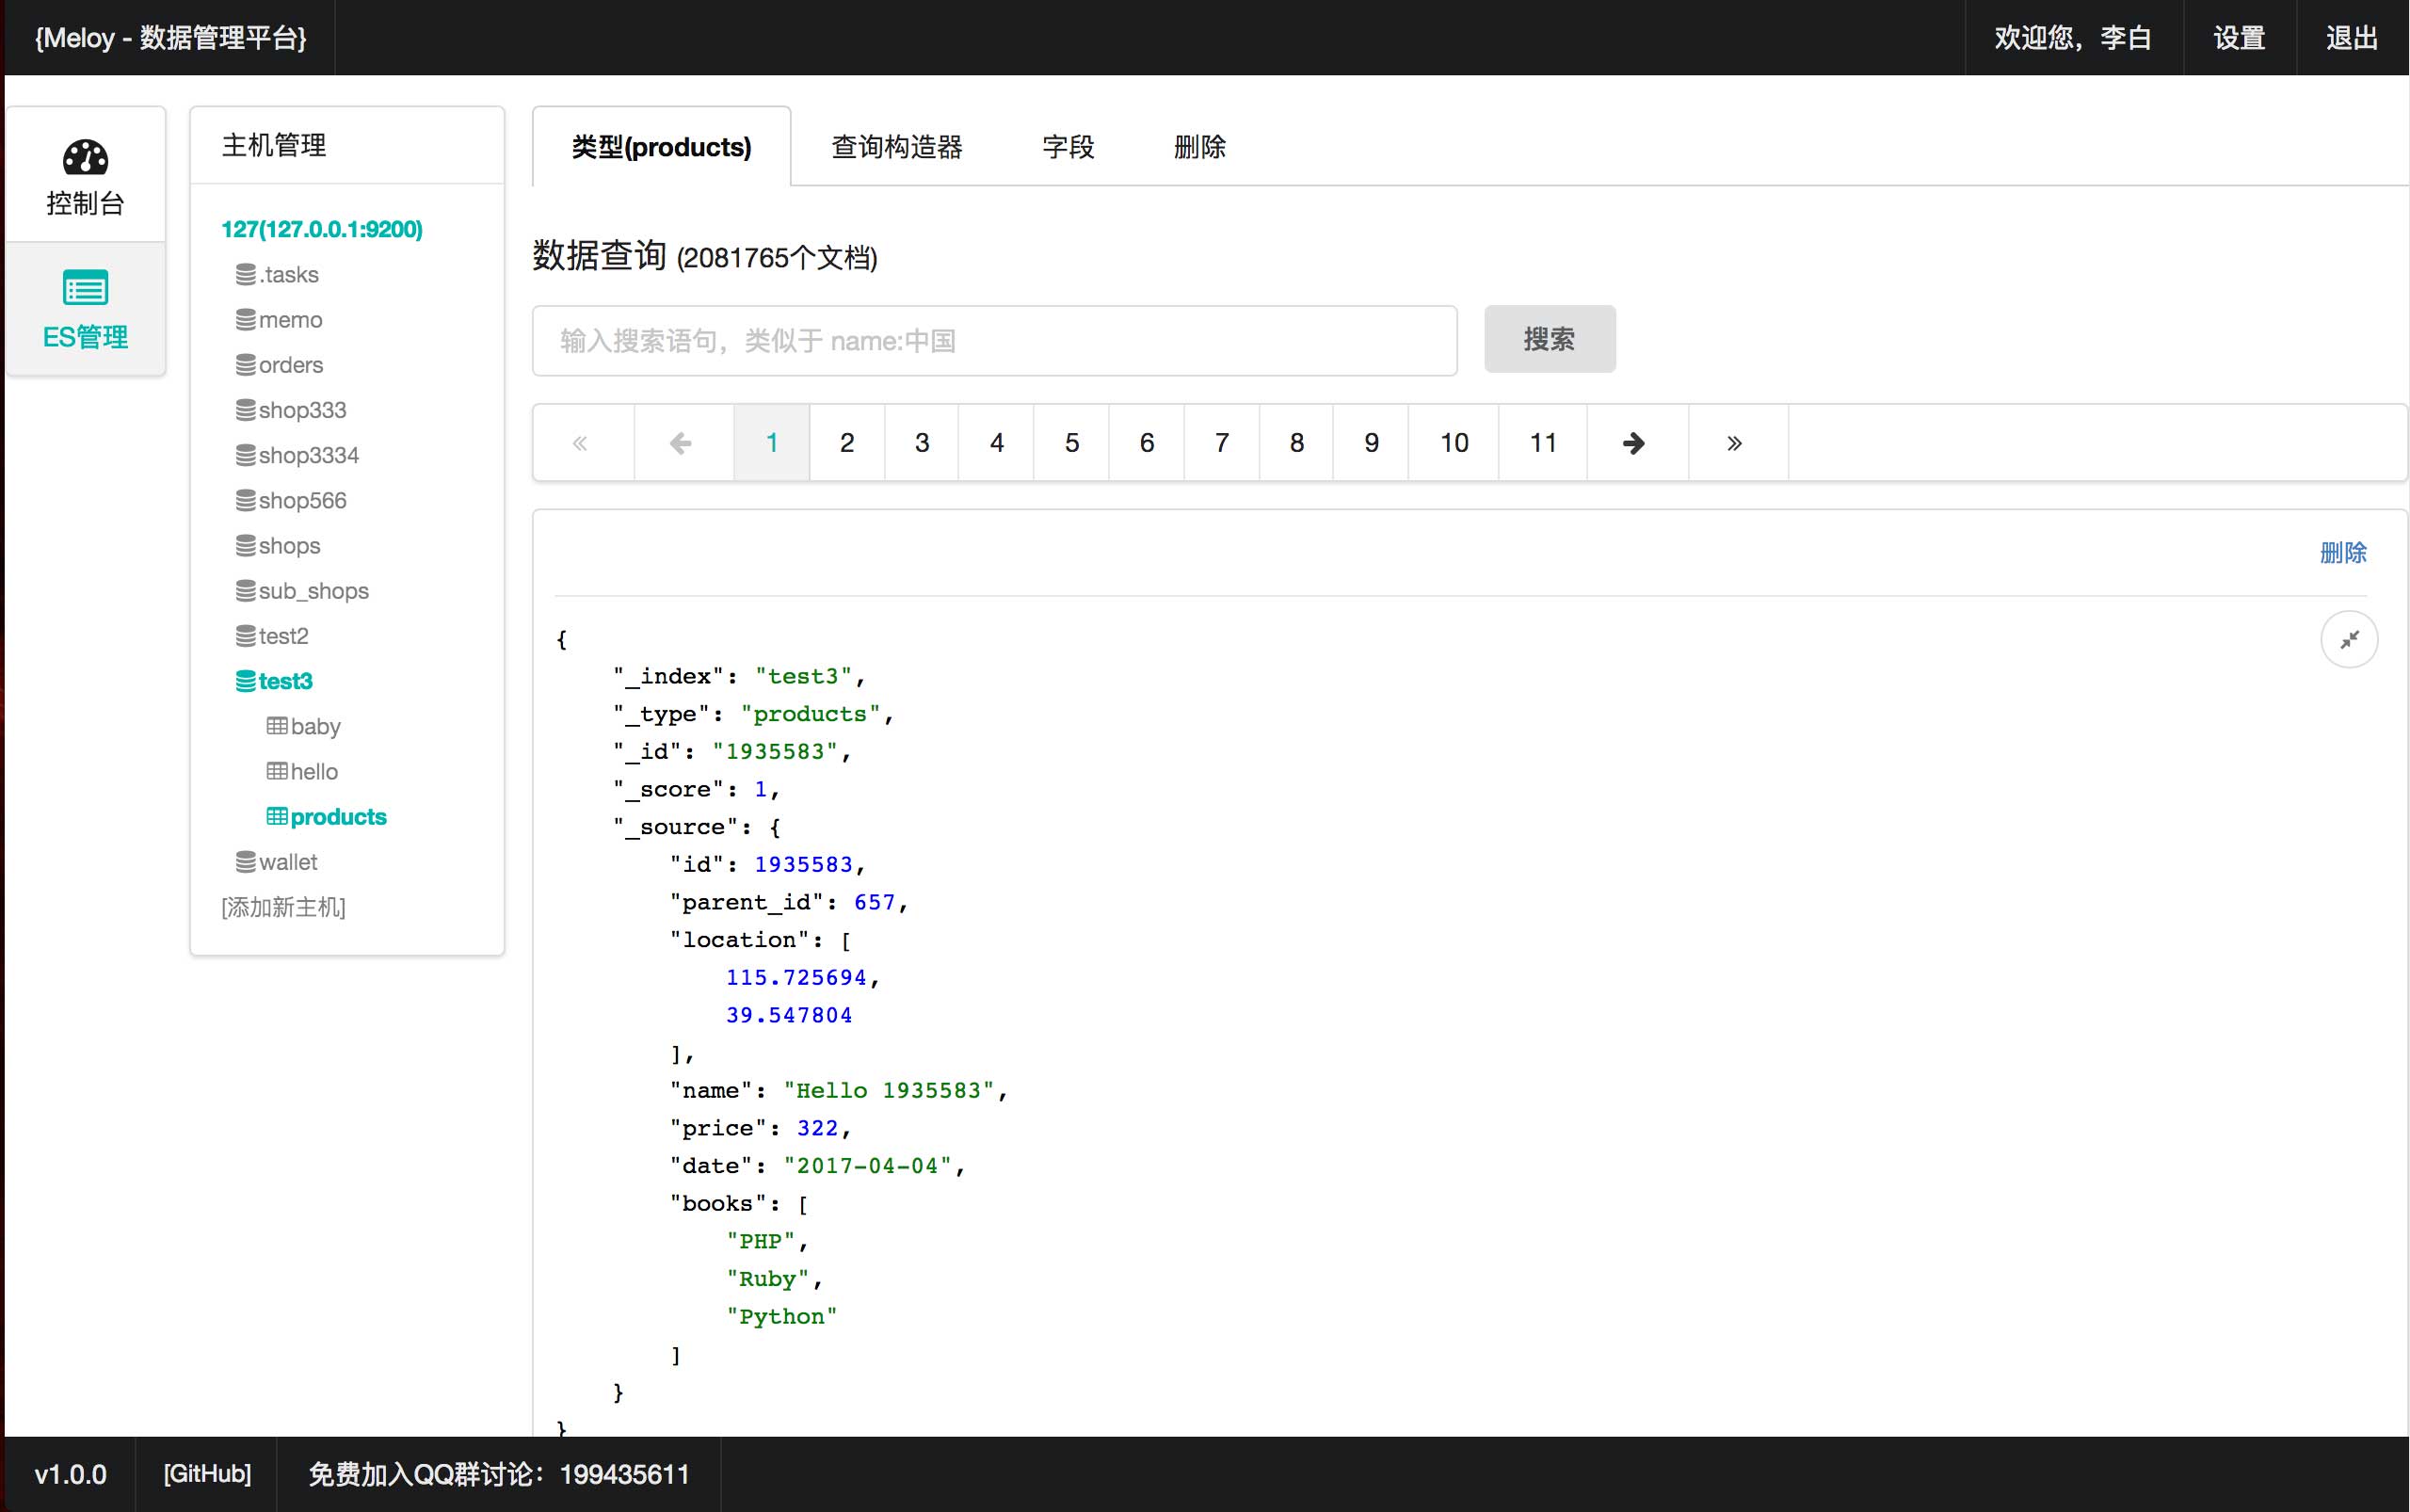 {Meloy - 数据管理平台}
欢迎您，李白
设置
退出
控制台
ES管理
主机管理
127(127.0.0.1:9200)
.tasks
memo
orders
shop333
shop3334
shop566
shops
sub_shops
test2
test3
baby
hello
products
wallet
[添加新主机]
类型(products)
查询构造器
字段
删除
数据查询 (2081765个文档)
输入搜索语句，类似于 name:中国
搜索
« 1 2 3 4 5 6 7 8 9 10 11 »
删除
{
"_index": "test3",
"_type": "products",
"_id": "1935583",
"_score": 1,
"_source": {
"id": 1935583,
"parent_id": 657,
"location": [
115.725694,
39.547804
],
"name": "Hello 1935583",
"price": 322,
"date": "2017-04-04",
"books": [
"PHP",
"Ruby",
"Python"
]
}
}
v1.0.0
[GitHub]
免费加入QQ群讨论：199435611